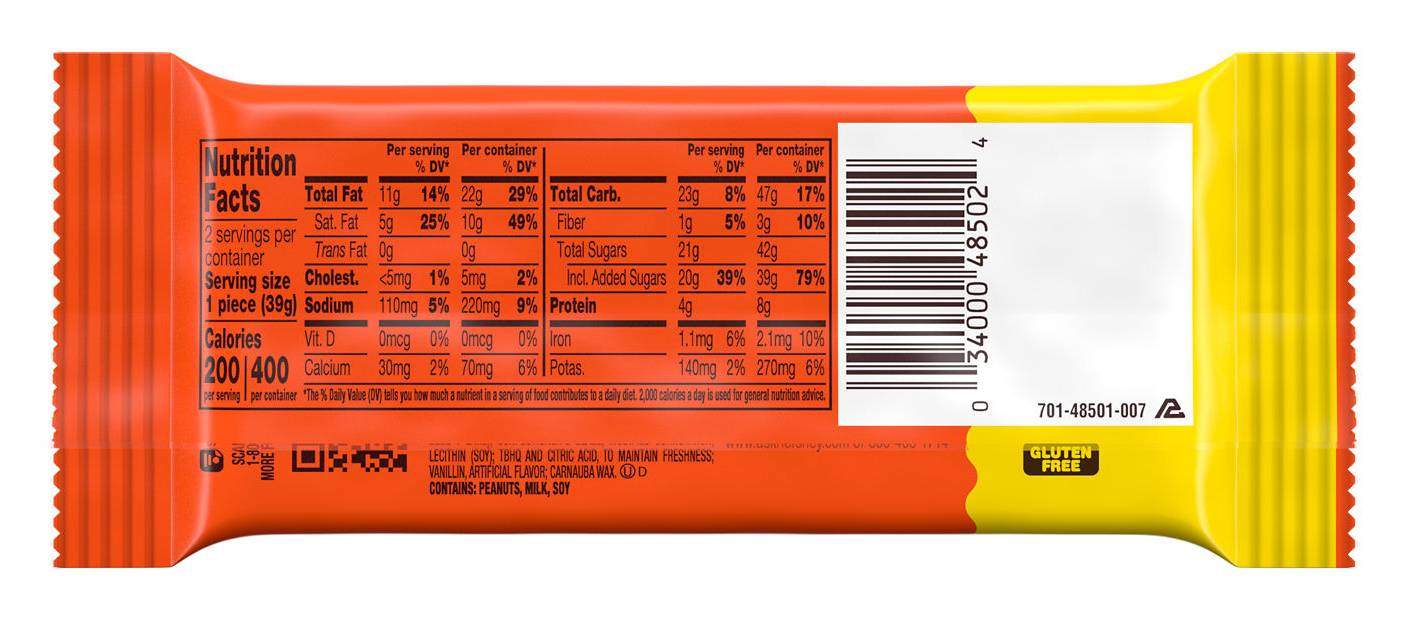 Nutrition
Facts
2 servings per
container
Serving size
1 piece (39g)
Calories
200 400
per serving per container
Per serving Per container
% DV* % DV*
Total Fat 11g 14% 22g 29%
Sat. Fat 5g 25% 10g 49%
Trans Fat 0g 0g
Cholest. <5mg 1% 5mg 2%
Sodium 110mg 5% 220mg 9%
Vit. D 0mcg 0% 0mcg 0%
Calcium 30mg 2% 70mg 6%
Per serving Per container
% DV* % DV*
Total Carb. 23g 8% 47g 17%
Fiber 1g 5% 3g 10%
Total Sugars 21g 42g
Incl. Added Sugars 20g 39% 39g 79%
Protein 4g 8g
Iron 1.1mg 6% 2.1mg 10%
Potas. 140mg 2% 270mg 6%
*The % Daily Value (DV) tells you how much a nutrient in a serving of food contributes to a daily diet. 2,000 calories a day is used for general nutrition advice.
0 34000 48502 4
701-48501-007
LECITHIN (SOY); TBHQ AND CITRIC ACID, TO MAINTAIN FRESHNESS;
VANILLIN, ARTIFICIAL FLAVOR; CARNAUBA WAX. Ⓤ D
CONTAINS: PEANUTS, MILK, SOY
GLUTEN
FREE